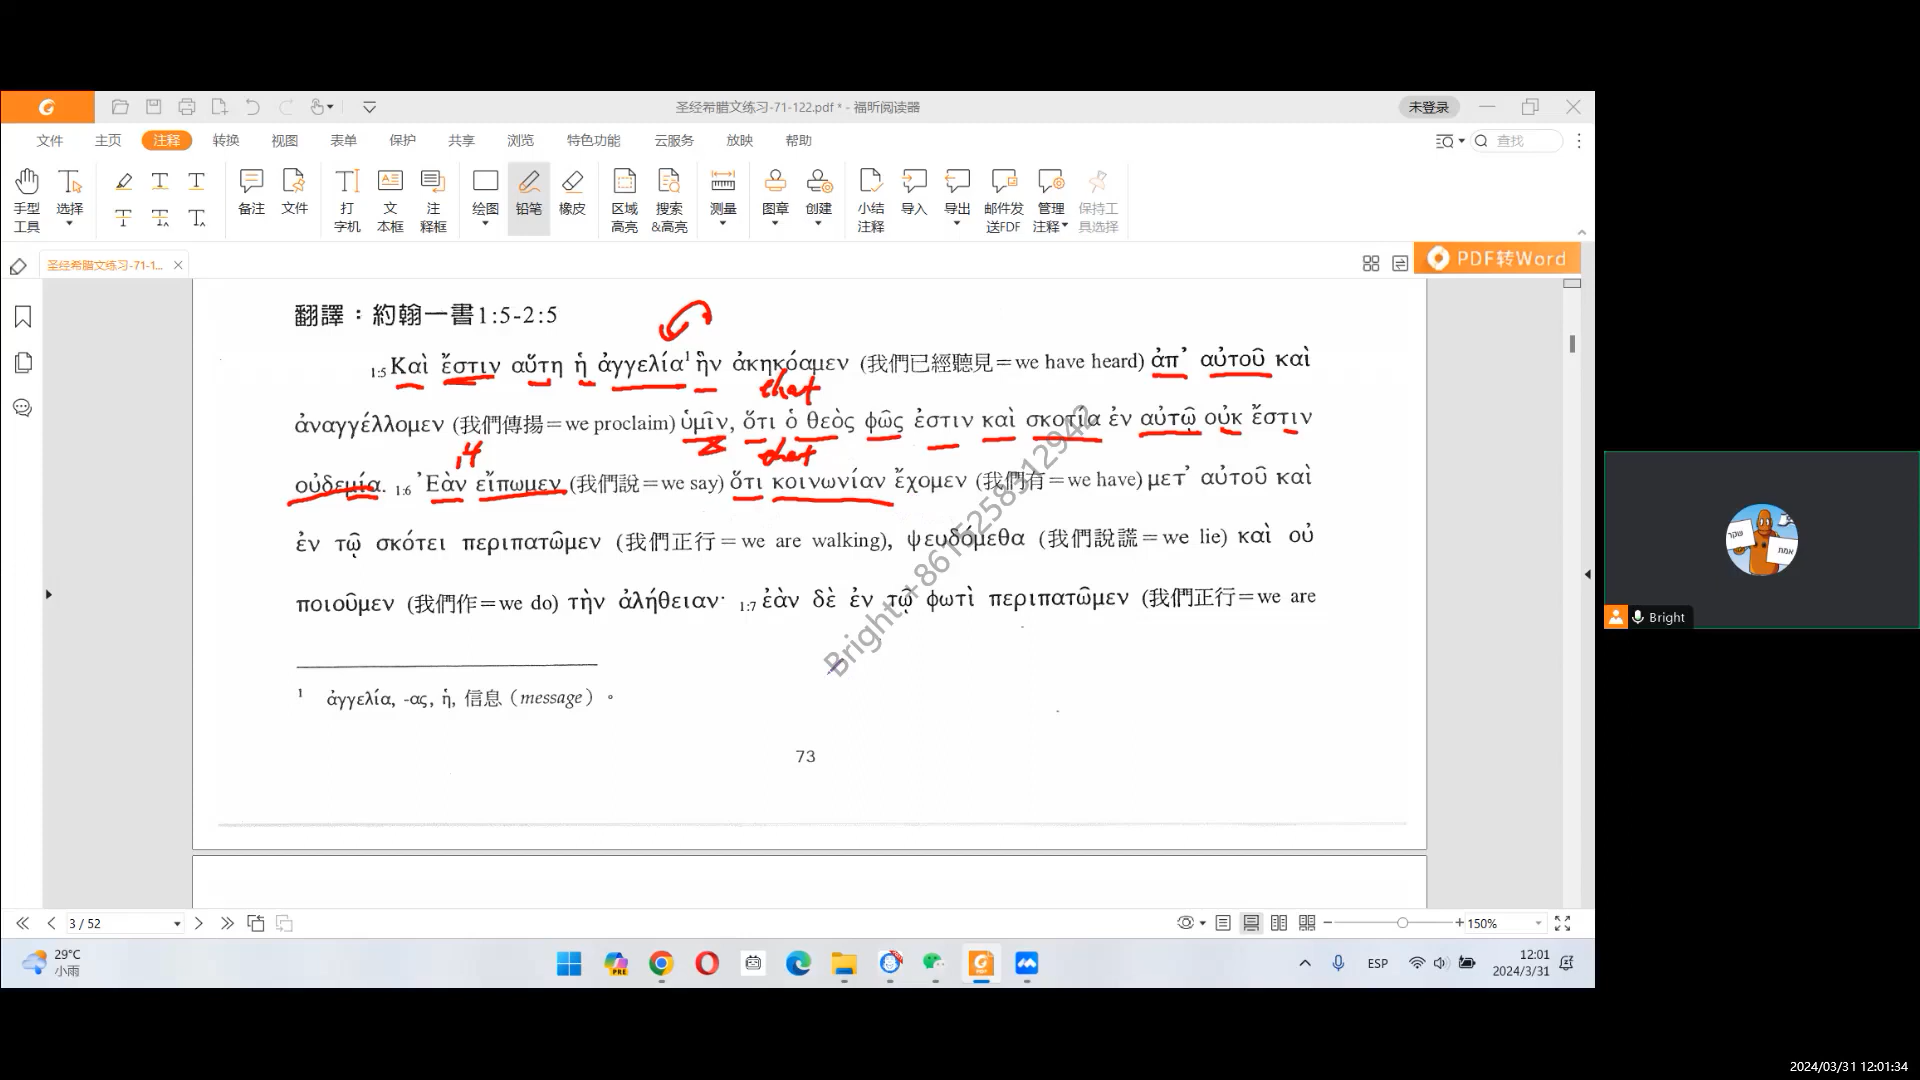 圣经希腊文练习-71-122.pdf * - 福昕阅读器
未登录
文件 主页 注释 转换 视图 表单 保护 共享 浏览 特色功能 云服务 放映 帮助
查找
手型工具 选择 备注 文件 打字机 文本框 注释框 绘图 铅笔 橡皮 区域高亮 搜索&高亮 测量 图章 创建 小结注释 导入 导出 邮件发送FDF 管理注释 保持工具选择
圣经希腊文练习-71-1...
PDF转Word
翻譯：約翰一書1:5-2:5
1:5 Καὶ ἔστιν αὕτη ἡ ἀγγελία¹ ἣν ἀκηκόαμεν (我們已經聽見=we have heard) ἀπ’ αὐτοῦ καὶ
that
ἀναγγέλλομεν (我們傳揚=we proclaim) ὑμῖν, ὅτι ὁ θεὸς φῶς ἐστιν καὶ σκοτία ἐν αὐτῷ οὐκ ἔστιν
that
οὐδεμία. 1:6 Ἐὰν εἴπωμεν (我們說=we say) ὅτι κοινωνίαν ἔχομεν (我們有=we have) μετ’ αὐτοῦ καὶ
ἐν τῷ σκότει περιπατῶμεν (我們正行=we are walking), ψευδόμεθα (我們說謊=we lie) καὶ οὐ
ποιοῦμεν (我們作=we do) τὴν ἀλήθειαν· 1:7 ἐὰν δὲ ἐν τῷ φωτὶ περιπατῶμεν (我們正行=we are
1 ἀγγελία, -ας, ἡ, 信息（message）。
73
Bright +8615258312942
שקר
אמת
Bright
3 / 52
150%
29°C
小雨
PRE
ESP
12:01
2024/3/31
2024/03/31 12:01:34